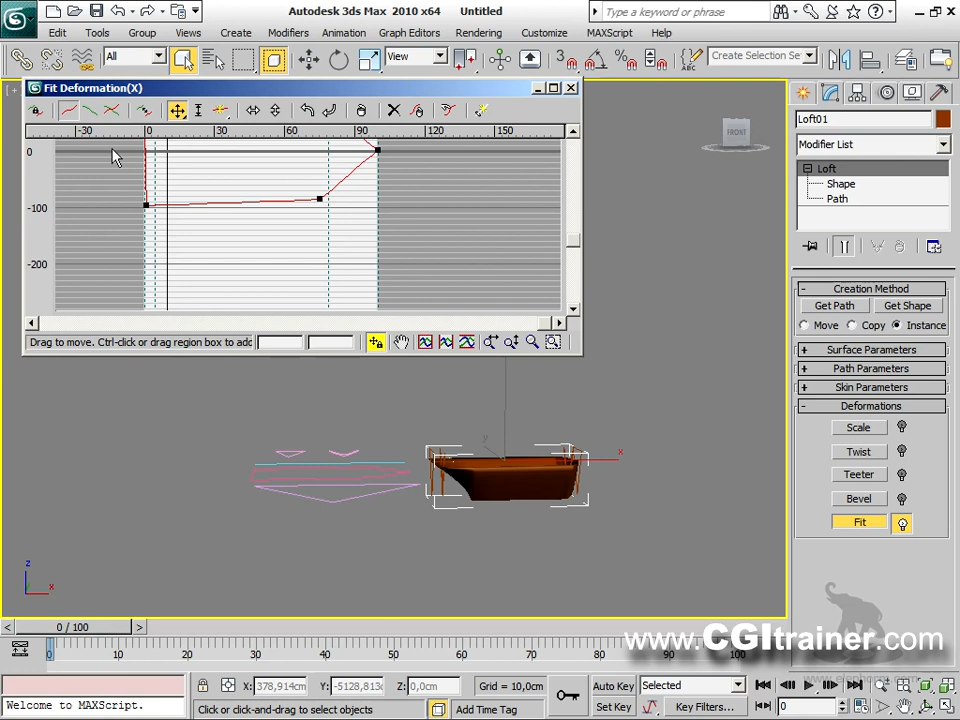 Autodesk 3ds Max 2010 x64 Untitled
Type a keyword or phrase
Edit Tools Group Views Create Modifiers Animation Graph Editors Rendering Customize MAXScript Help
All View 3 Create Selection Se
Fit Deformation(X)
-30 0 30 60 90 120 150
0
-100
-200
Drag to move. Ctrl-click or drag region box to add
FRONT
Loft01
Modifier List
Loft
Shape
Path
Creation Method
Get Path Get Shape
Move Copy Instance
Surface Parameters
Path Parameters
Skin Parameters
Deformations
Scale
Twist
Teeter
Bevel
Fit
y
x
z
x
0 / 100
0 10 20 30 40 50 60 70 80 90 100
www.CGItrainer.com
X: 378,914cm Y: -5128,813c Z: 0,0cm Grid = 10,0cm Auto Key Selected
Welcome to MAXScript. Click or click-and-drag to select objects Add Time Tag Set Key Key Filters... 0